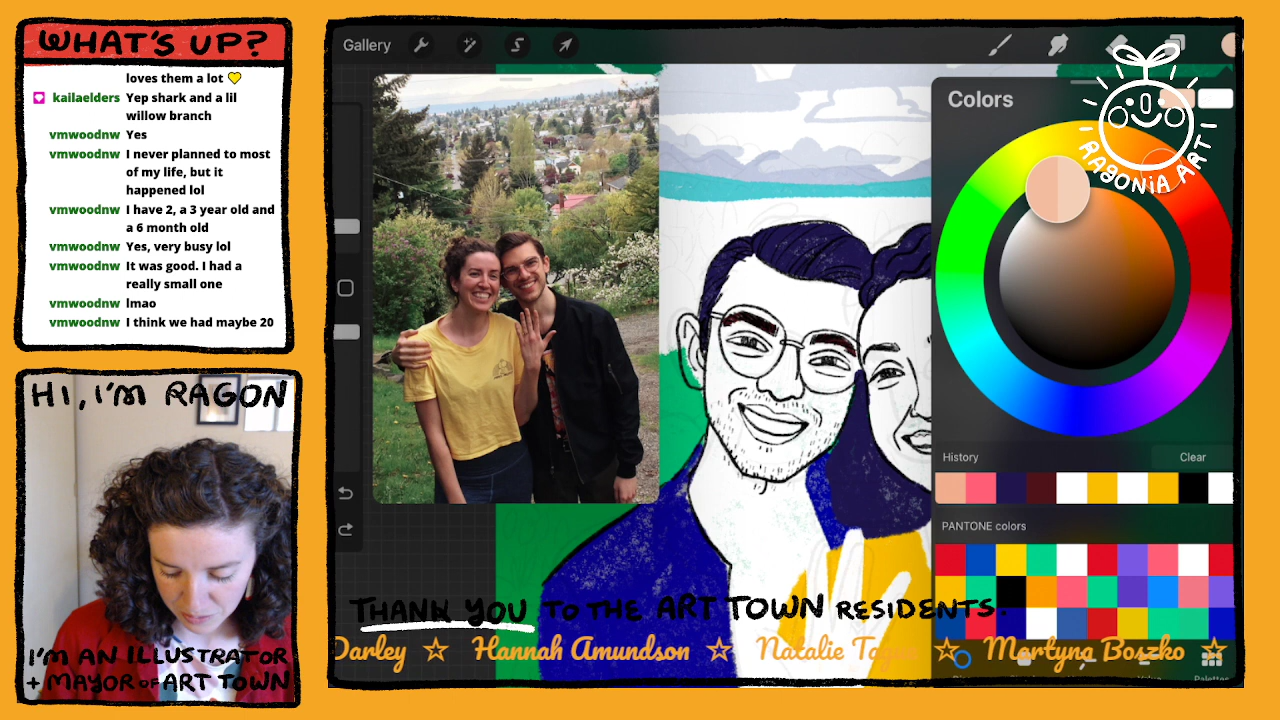 WHAT'S UP?
loves them a lot 💛
kailaelders Yep shark and a lil
willow branch
vmwoodnw Yes
vmwoodnw I never planned to most
of my life, but it
happened lol
vmwoodnw I have 2, a 3 year old and
a 6 month old
vmwoodnw Yes, very busy lol
vmwoodnw It was good. I had a
really small one
vmwoodnw lmao
vmwoodnw I think we had maybe 20
HI, I'M RAGON
I'M AN ILLUSTRATOR
+ MAYOR OF ART TOWN
Gallery
Colors
RAGONIA ART
History
Clear
PANTONE colors
THANK YOU TO THE ART TOWN RESIDENTS.
Darley ☆ Hannah Amundson ☆ Natalie ☆ Martyna Boszko ☆